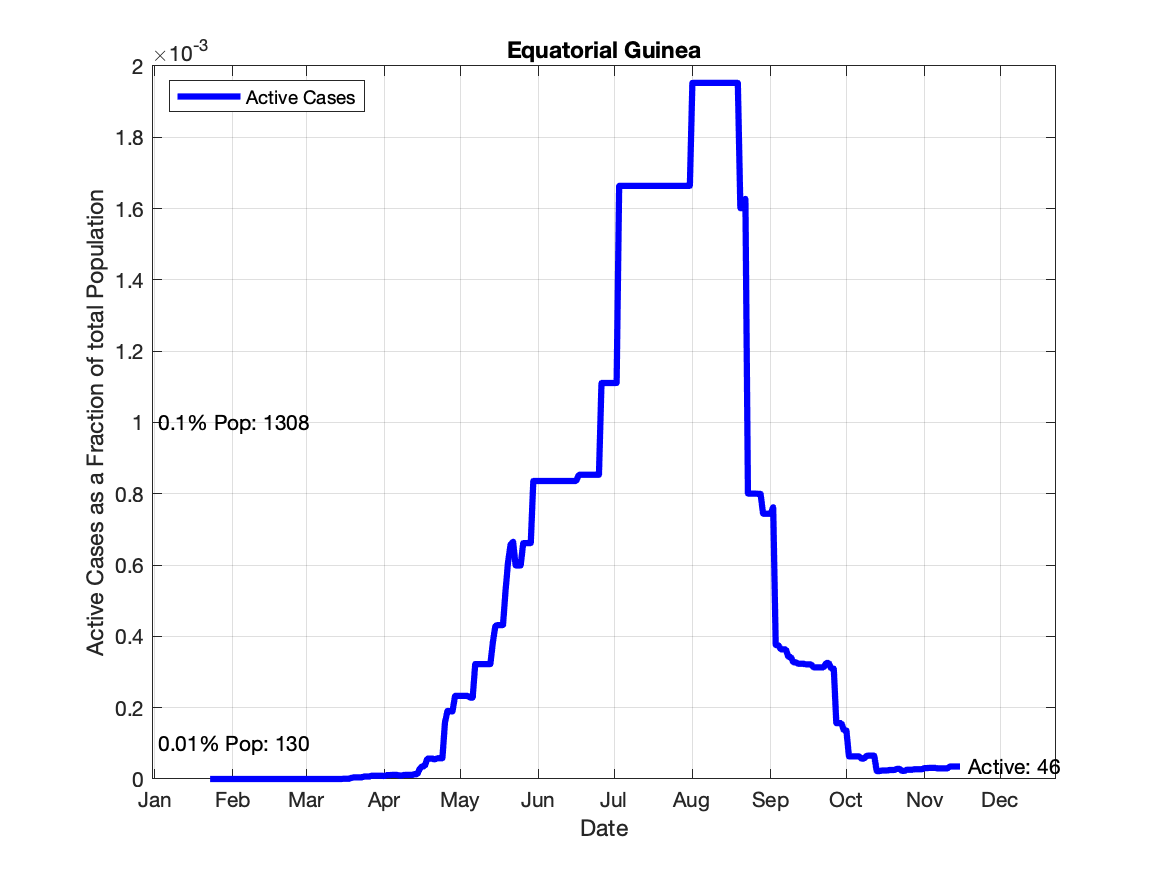 Equatorial Guinea
×10-3
Active Cases
2
1.8
1.6
1.4
1.2
1
0.8
0.6
0.4
0.2
0
Active Cases as a Fraction of total Population
0.1% Pop: 1308
0.01% Pop: 130
Active: 46
Jan Feb Mar Apr May Jun Jul Aug Sep Oct Nov Dec
Date